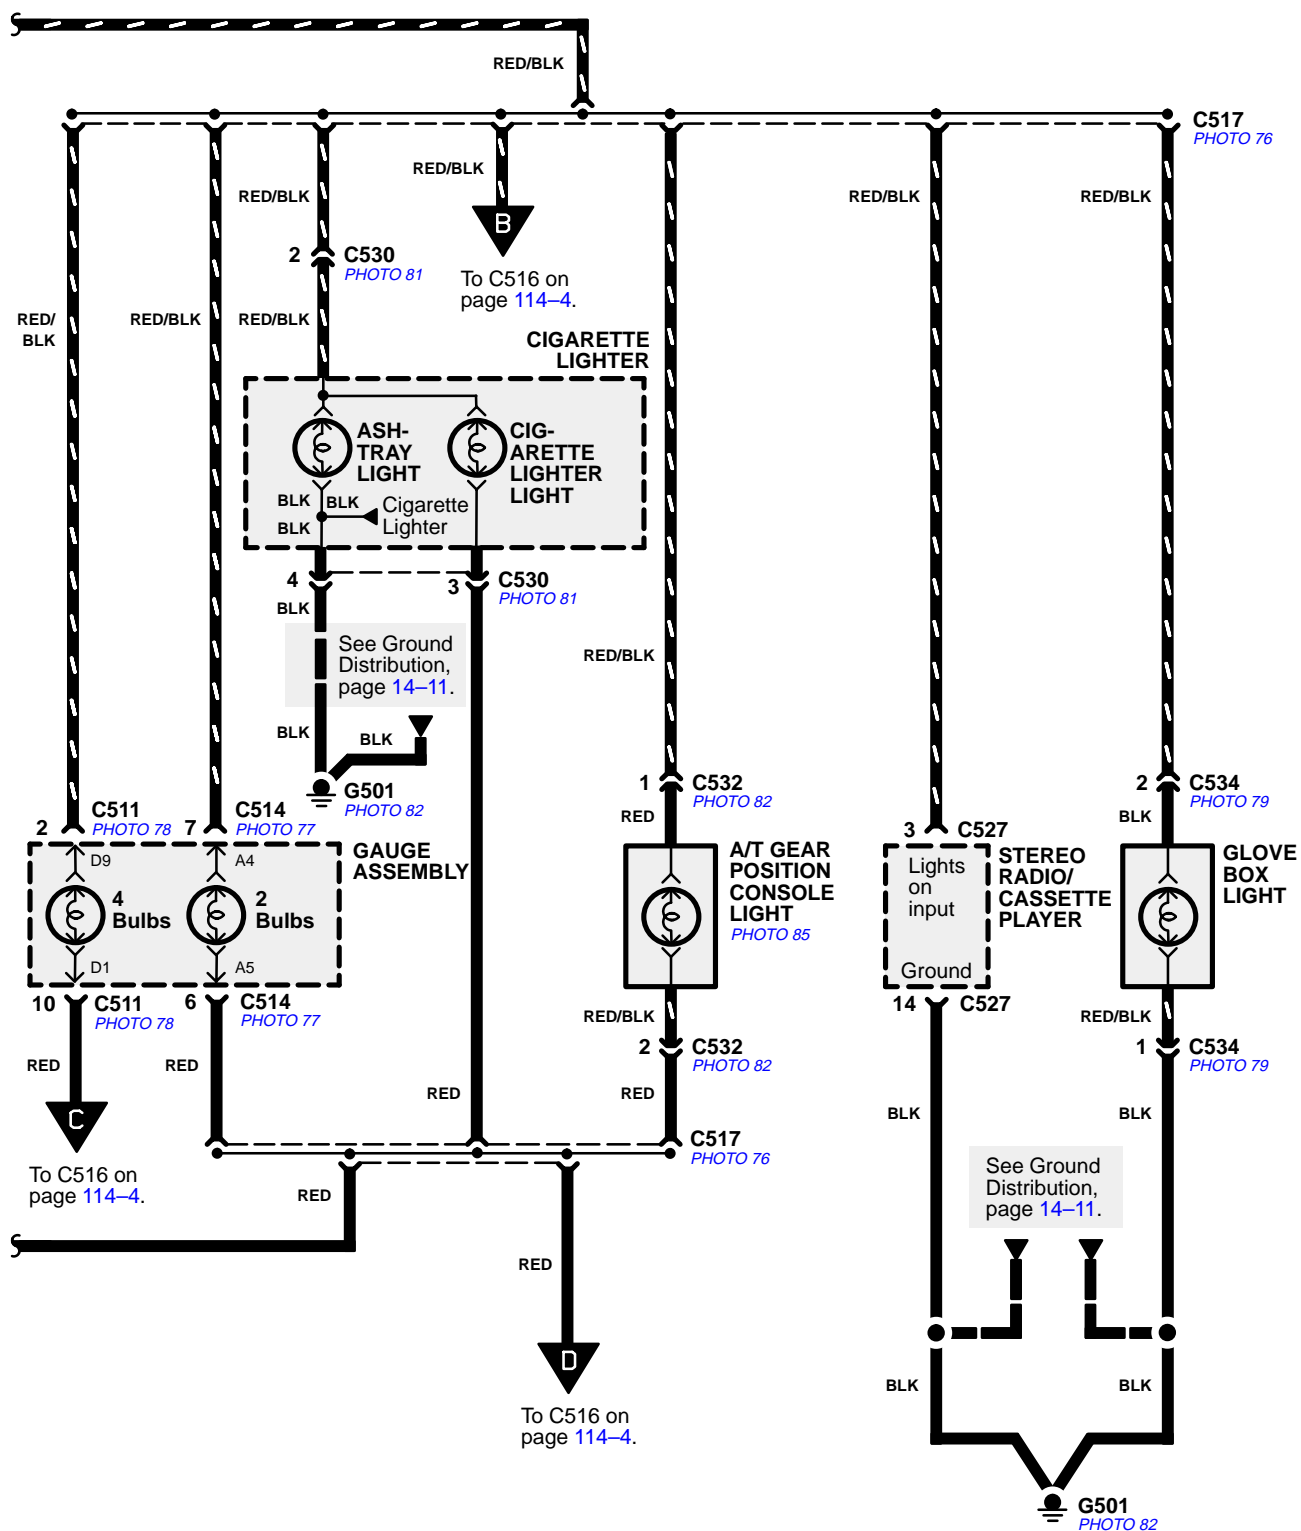 RED/BLK
C517
PHOTO 76
RED/BLK
RED/BLK
RED/BLK
RED/BLK
B
2
C530
PHOTO 81
To C516 on
page 114–4.
RED/
BLK
RED/BLK
RED/BLK
CIGARETTE
LIGHTER
ASH-
TRAY
LIGHT
CIG-
ARETTE
LIGHTER
LIGHT
BLK
BLK
BLK
Cigarette
Lighter
4
3
C530
PHOTO 81
BLK
See Ground
Distribution,
page 14–11.
RED/BLK
BLK
BLK
G501
PHOTO 82
1
C532
PHOTO 82
RED
2
C534
PHOTO 79
BLK
2
C511
PHOTO 78
7
C514
PHOTO 77
3
C527
GAUGE
ASSEMBLY
D9
A4
4
Bulbs
2
Bulbs
D1
A5
A/T GEAR
POSITION
CONSOLE
LIGHT
PHOTO 85
Lights
on
input
Ground
STEREO
RADIO/
CASSETTE
PLAYER
GLOVE
BOX
LIGHT
10
C511
PHOTO 78
6
C514
PHOTO 77
14
C527
RED/BLK
RED/BLK
2
C532
PHOTO 82
1
C534
PHOTO 79
RED
RED
RED
RED
BLK
BLK
C
To C516 on
page 114–4.
C517
PHOTO 76
RED
See Ground
Distribution,
page 14–11.
RED
D
To C516 on
page 114–4.
BLK
BLK
G501
PHOTO 82